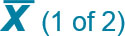 x̅ (1 of 2)